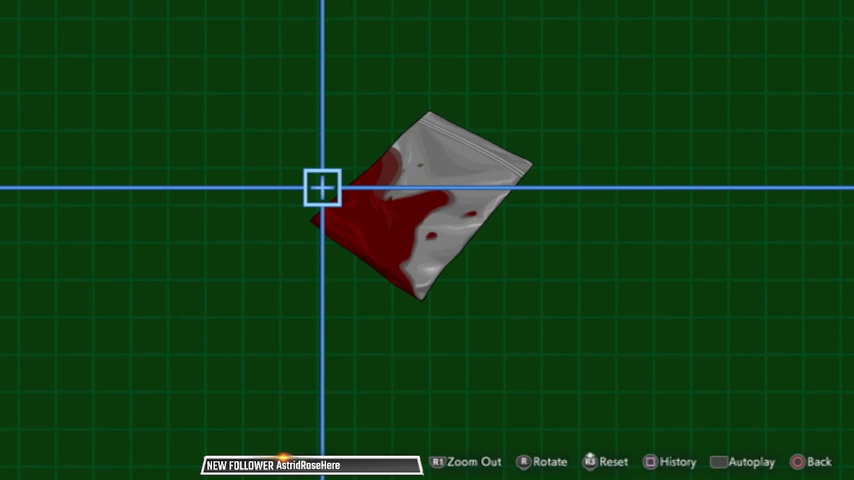 NEW FOLLOWER AstridRoseHere
R1 Zoom Out R Rotate R3 Reset History Autoplay Back